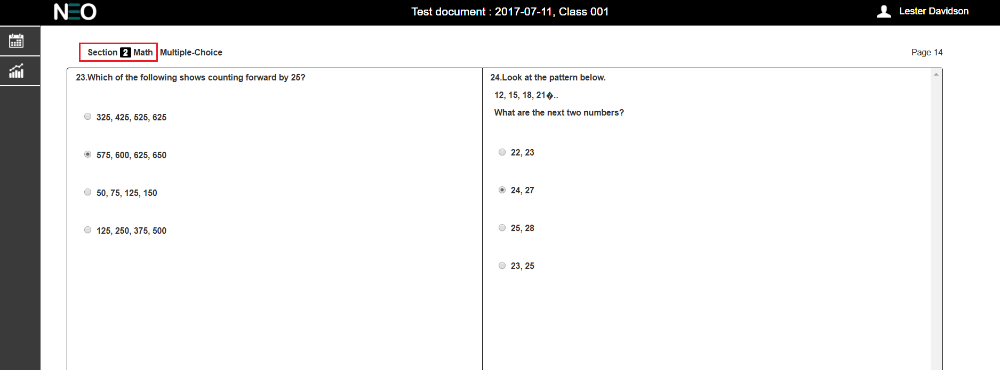 NEO
Test document : 2017-07-11, Class 001
Lester Davidson
Section 2 Math Multiple-Choice
Page 14
23.Which of the following shows counting forward by 25?
325, 425, 525, 625
575, 600, 625, 650
50, 75, 125, 150
125, 250, 375, 500
24.Look at the pattern below.
12, 15, 18, 21�..
What are the next two numbers?
22, 23
24, 27
25, 28
23, 25